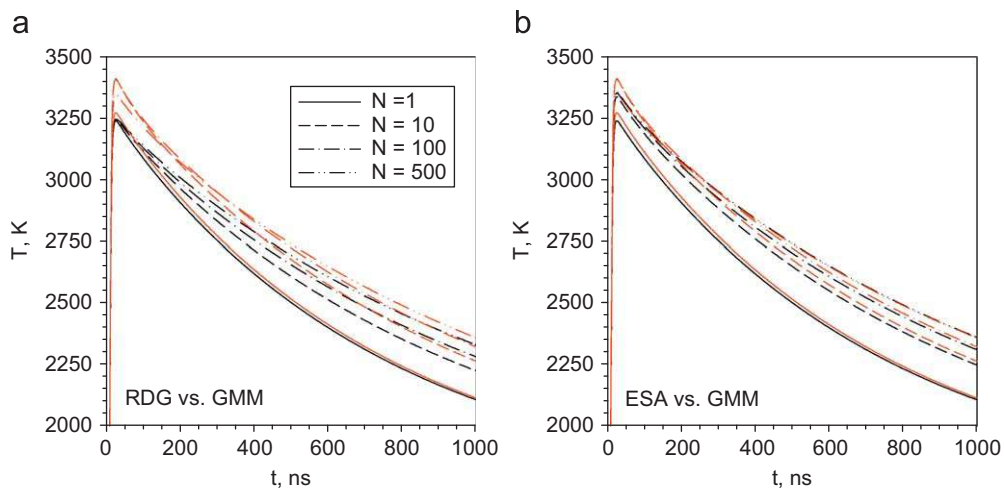 a
T, K
3500
3250
3000
2750
2500
2250
2000
N =1
N = 10
N = 100
N = 500
RDG vs. GMM
0 200 400 600 800 1000
t, ns
b
T, K
3500
3250
3000
2750
2500
2250
2000
ESA vs. GMM
0 200 400 600 800 1000
t, ns